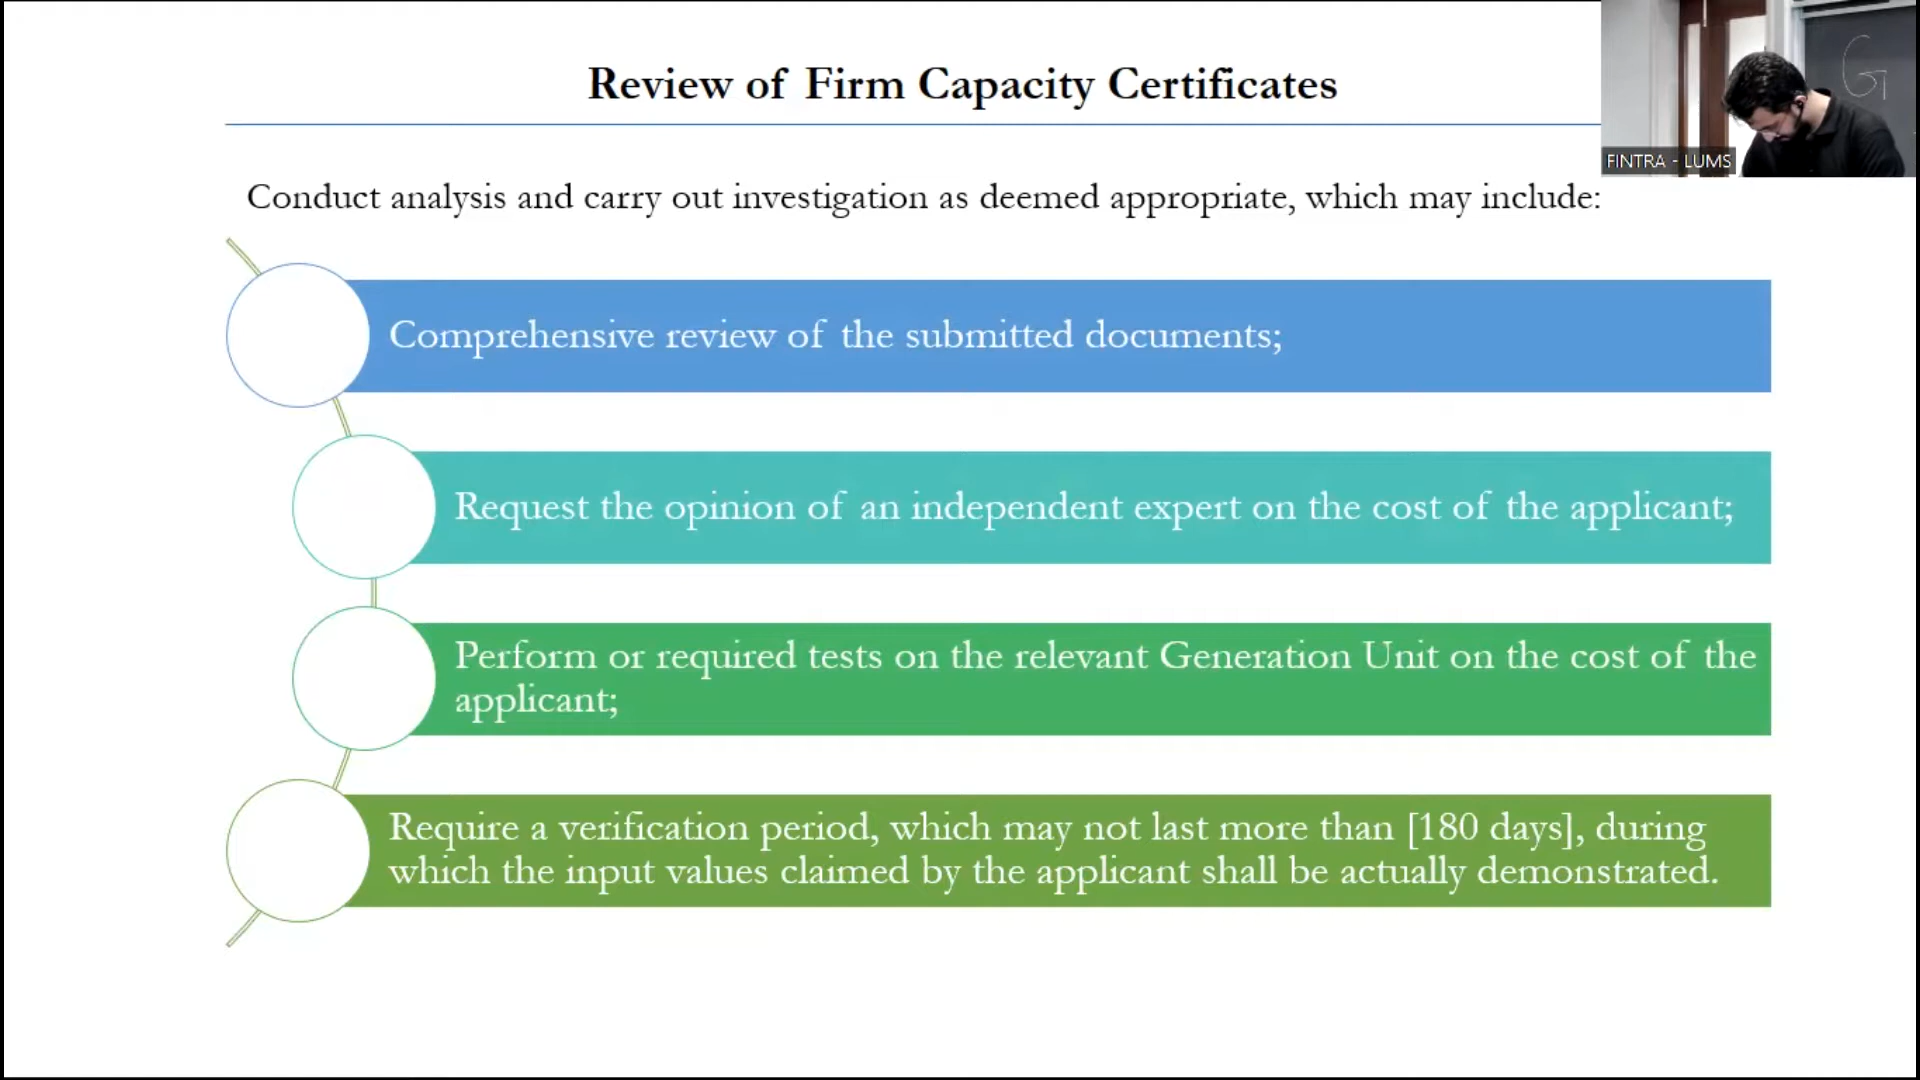 Review of Firm Capacity Certificates
G
FINTRA - LUMS
Conduct analysis and carry out investigation as deemed appropriate, which may include:
Comprehensive review of the submitted documents;
Request the opinion of an independent expert on the cost of the applicant;
Perform or required tests on the relevant Generation Unit on the cost of the
applicant;
Require a verification period, which may not last more than [180 days], during
which the input values claimed by the applicant shall be actually demonstrated.